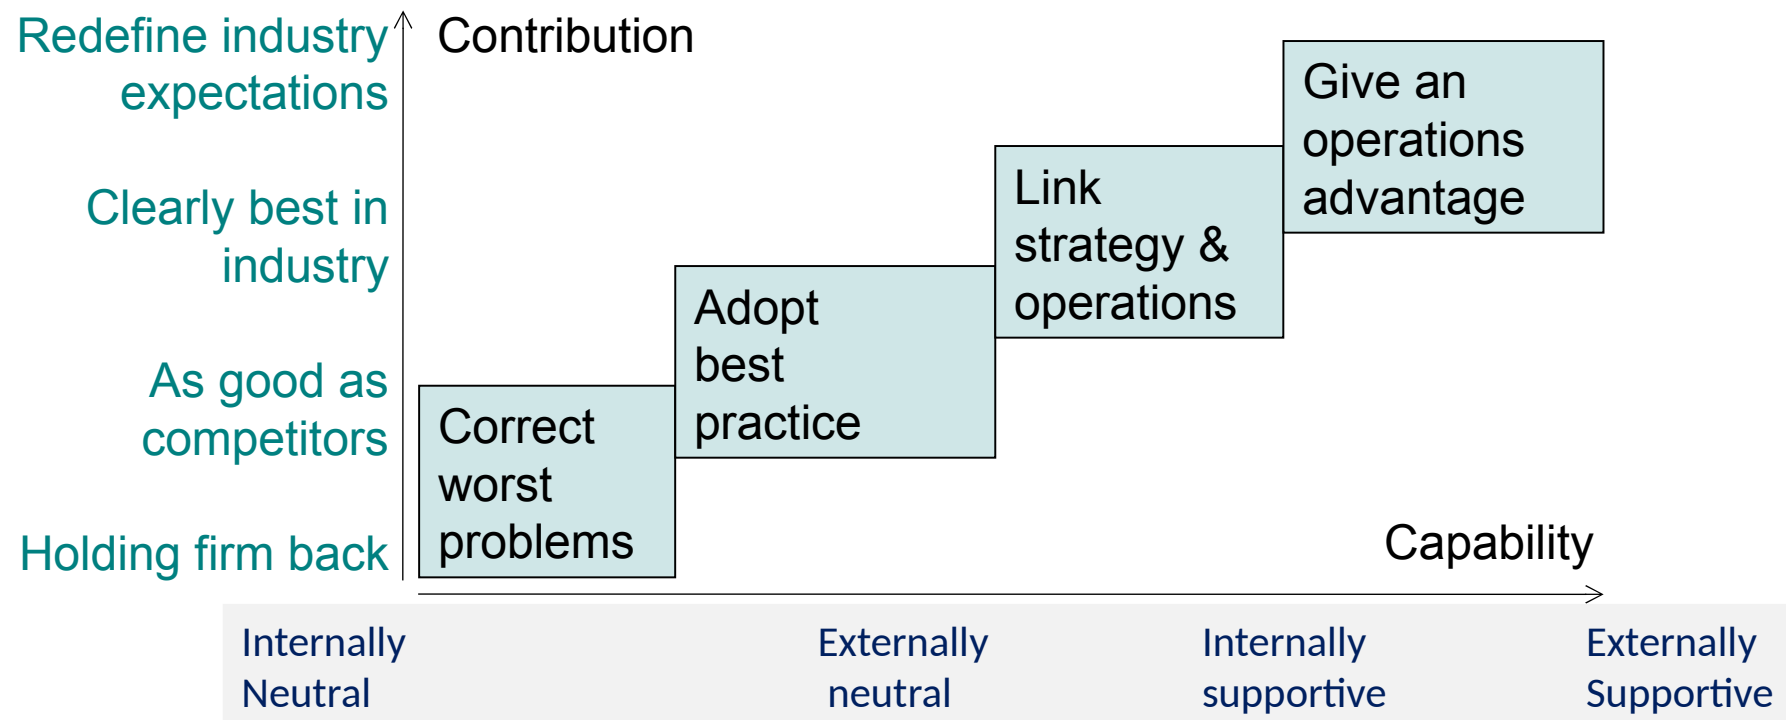 Redefine industry
expectations
Contribution
Clearly best in
industry
As good as
competitors
Holding firm back
Correct
worst
problems
Adopt
best
practice
Link
strategy &
operations
Give an
operations
advantage
Capability
Internally
Neutral
Externally
neutral
Internally
supportive
Externally
Supportive